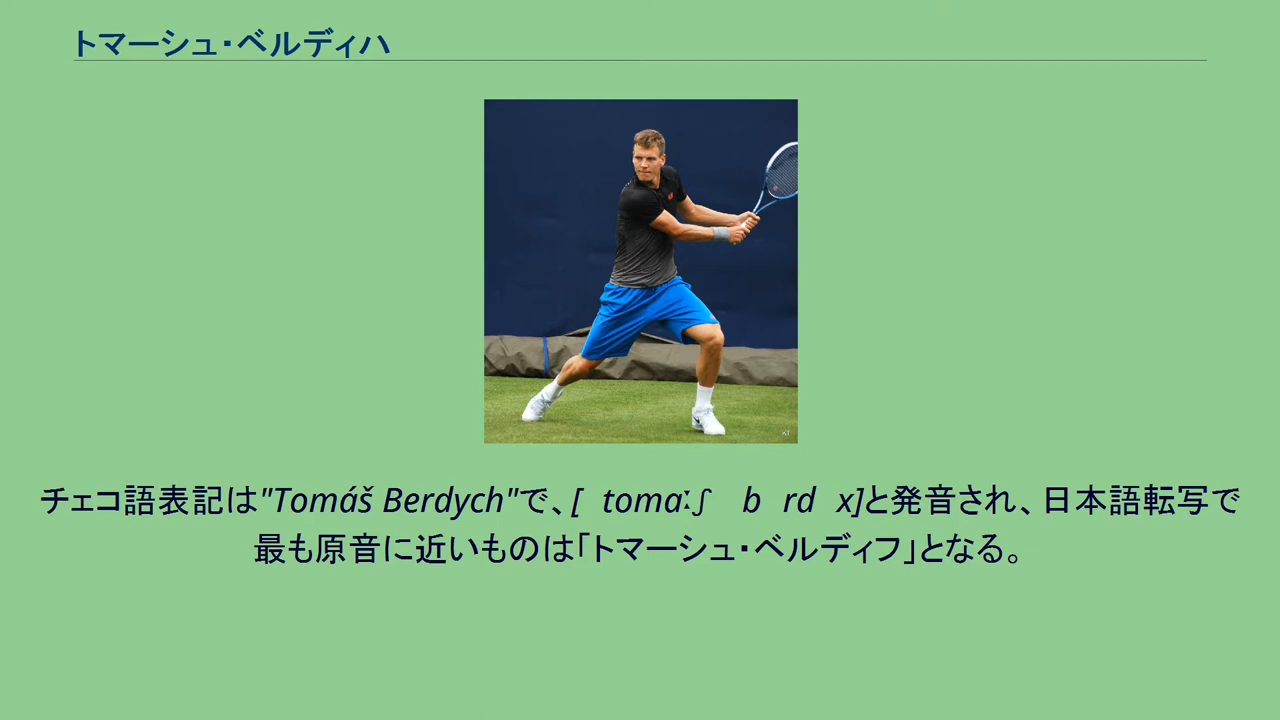 トマーシュ・ベルディハ
チェコ語表記は"Tomáš Berdych"で、[ tomaːʃ b rd x]と発音され、日本語転写で
最も原音に近いものは「トマーシュ・ベルディフ」となる。